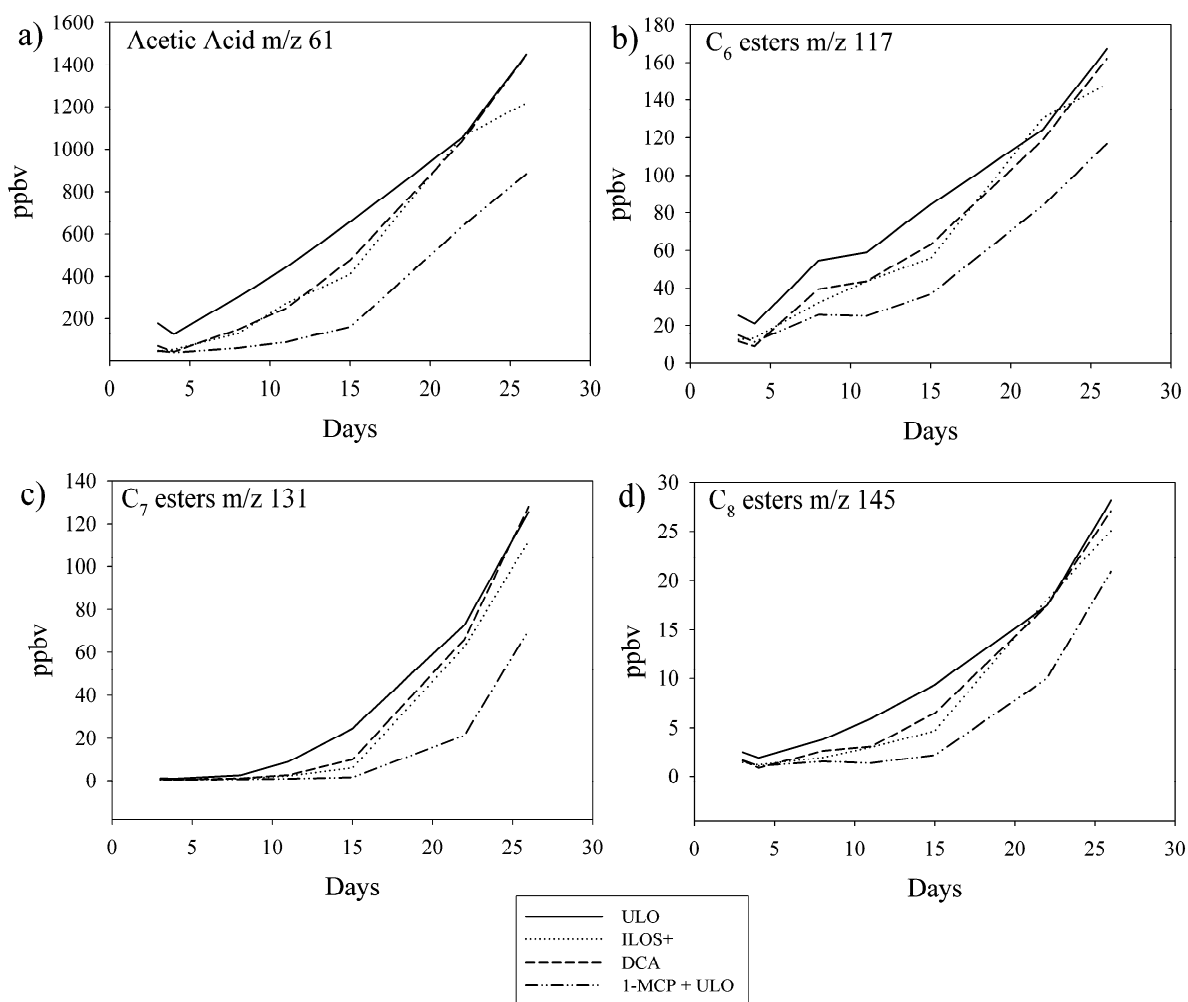 a) Acetic Acid m/z 61
1600
1400
1200
1000
800
600
400
200
ppbv
0 5 10 15 20 25 30
Days
b) C₆ esters m/z 117
180
160
140
120
100
80
60
40
20
0
ppbv
0 5 10 15 20 25 30
Days
c) C₇ esters m/z 131
140
120
100
80
60
40
20
0
ppbv
0 5 10 15 20 25 30
Days
d) C₈ esters m/z 145
30
25
20
15
10
5
0
ppbv
0 5 10 15 20 25 30
Days
ULO
ILOS+
DCA
1-MCP + ULO